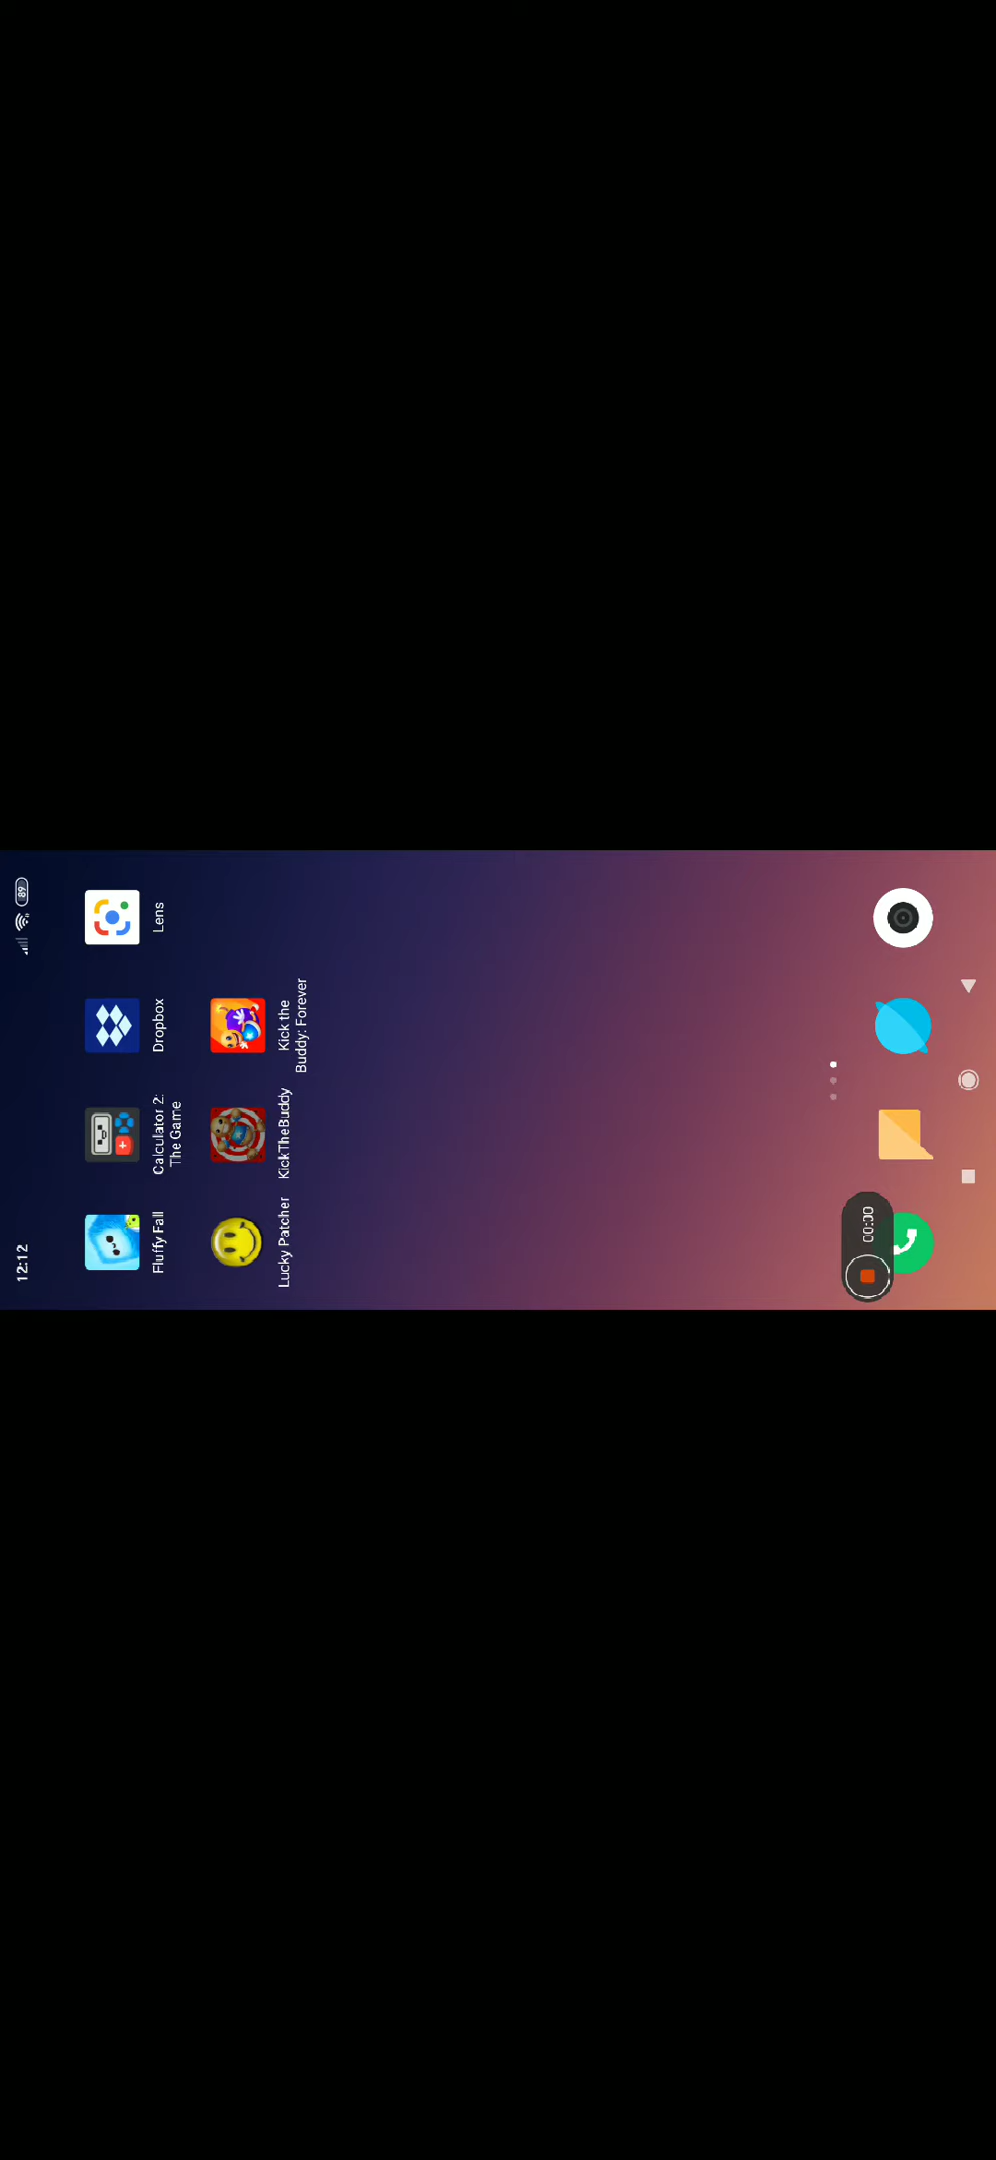 12:12
89
Fluffy Fall
Calculator 2:
The Game
Dropbox
Lens
Lucky Patcher
KickTheBuddy
Kick the
Buddy: Forever
00:00